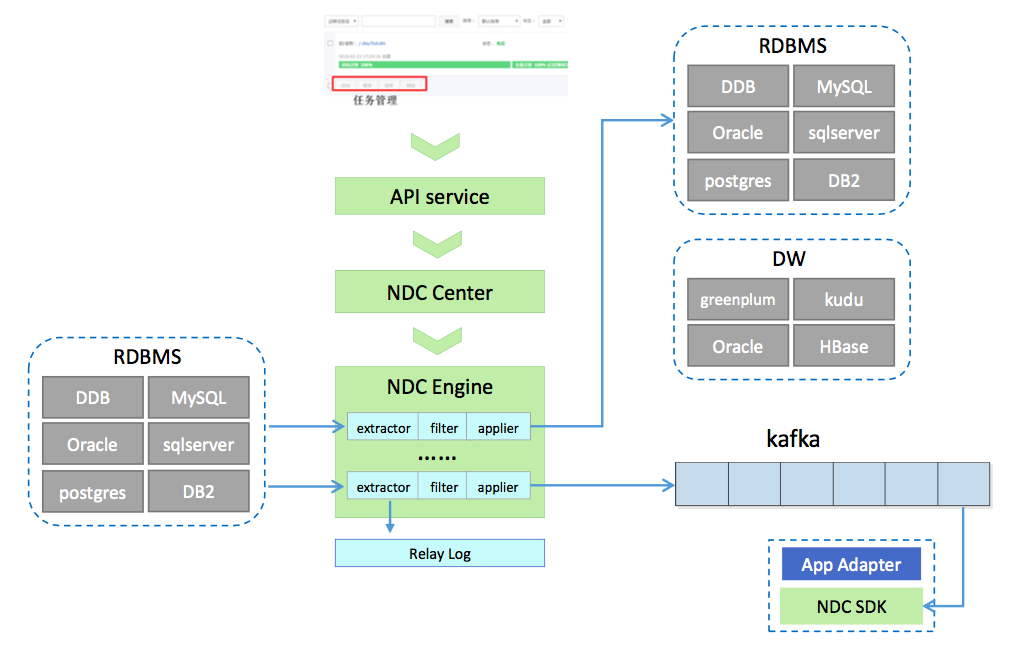 任务管理
API service
NDC Center
NDC Engine
extractor filter applier
......
extractor filter applier
Relay Log
RDBMS
DDB MySQL
Oracle sqlserver
postgres DB2
RDBMS
DDB MySQL
Oracle sqlserver
postgres DB2
DW
greenplum kudu
Oracle HBase
kafka
App Adapter
NDC SDK